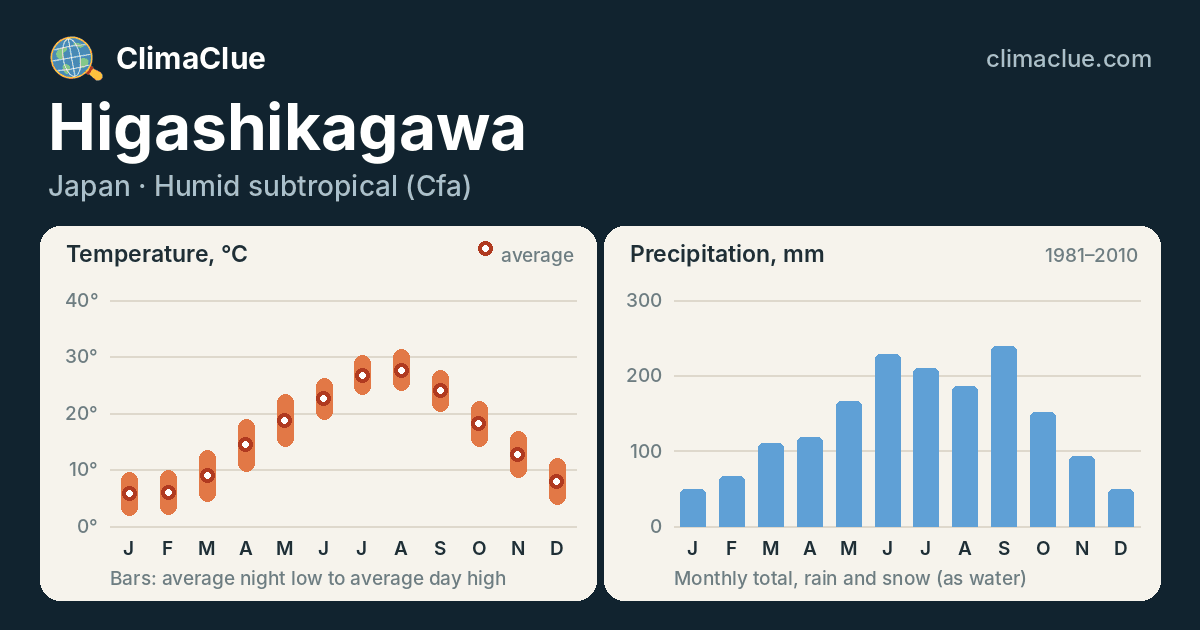 ClimaClue
climaclue.com
Higashikagawa
Japan · Humid subtropical (Cfa)
Temperature, °C
average
40°
30°
20°
10°
0°
J F M A M J J A S O N D
Bars: average night low to average day high
Precipitation, mm
1981–2010
300
200
100
0
J F M A M J J A S O N D
Monthly total, rain and snow (as water)